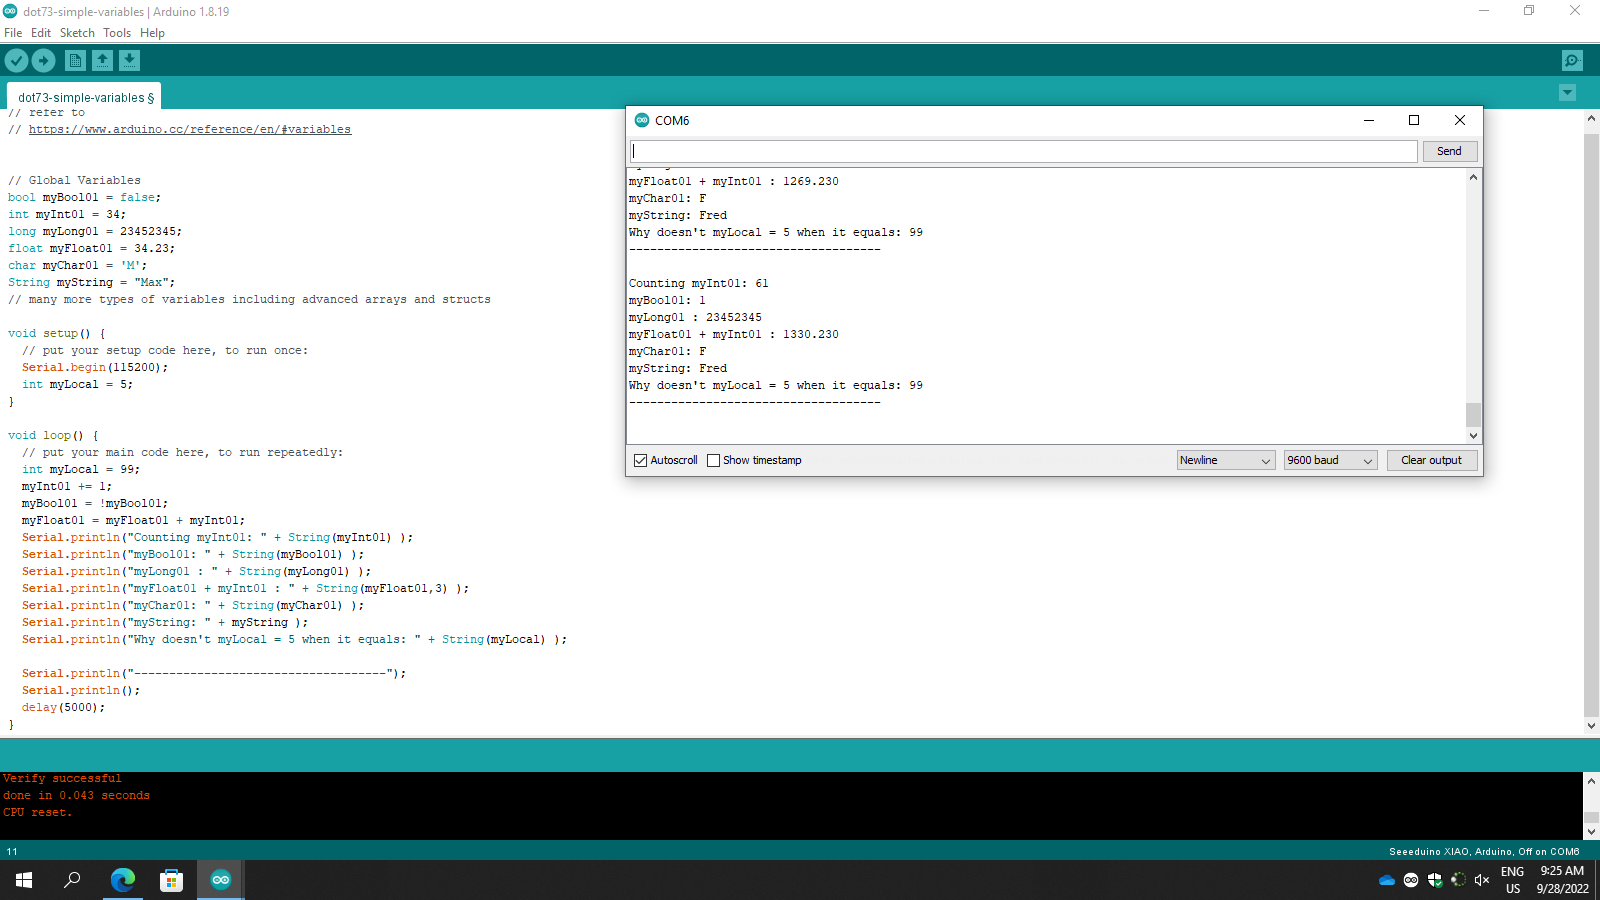 dot73-simple-variables | Arduino 1.8.19
File Edit Sketch Tools Help
dot73-simple-variables §
// refer to
// https://www.arduino.cc/reference/en/#variables
// Global Variables
bool myBool01 = false;
int myInt01 = 34;
long myLong01 = 23452345;
float myFloat01 = 34.23;
char myChar01 = 'M';
String myString = "Max";
// many more types of variables including advanced arrays and structs
void setup() {
// put your setup code here, to run once:
Serial.begin(115200);
int myLocal = 5;
}
void loop() {
// put your main code here, to run repeatedly:
int myLocal = 99;
myInt01 += 1;
myBool01 = !myBool01;
myFloat01 = myFloat01 + myInt01;
Serial.println("Counting myInt01: " + String(myInt01) );
Serial.println("myBool01: " + String(myBool01) );
Serial.println("myLong01 : " + String(myLong01) );
Serial.println("myFloat01 + myInt01 : " + String(myFloat01,3) );
Serial.println("myChar01: " + String(myChar01) );
Serial.println("myString: " + myString );
Serial.println("Why doesn't myLocal = 5 when it equals: " + String(myLocal) );
Serial.println("------------------------------------");
Serial.println();
delay(5000);
}
COM6
Send
myFloat01 + myInt01 : 1269.230
myChar01: F
myString: Fred
Why doesn't myLocal = 5 when it equals: 99
------------------------------------
Counting myInt01: 61
myBool01: 1
myLong01 : 23452345
myFloat01 + myInt01 : 1330.230
myChar01: F
myString: Fred
Why doesn't myLocal = 5 when it equals: 99
------------------------------------
Autoscroll Show timestamp Newline 9600 baud Clear output
Verify successful
done in 0.043 seconds
CPU reset.
11
Seeeduino XIAO, Arduino, Off on COM6
ENG
US
9:25 AM
9/28/2022